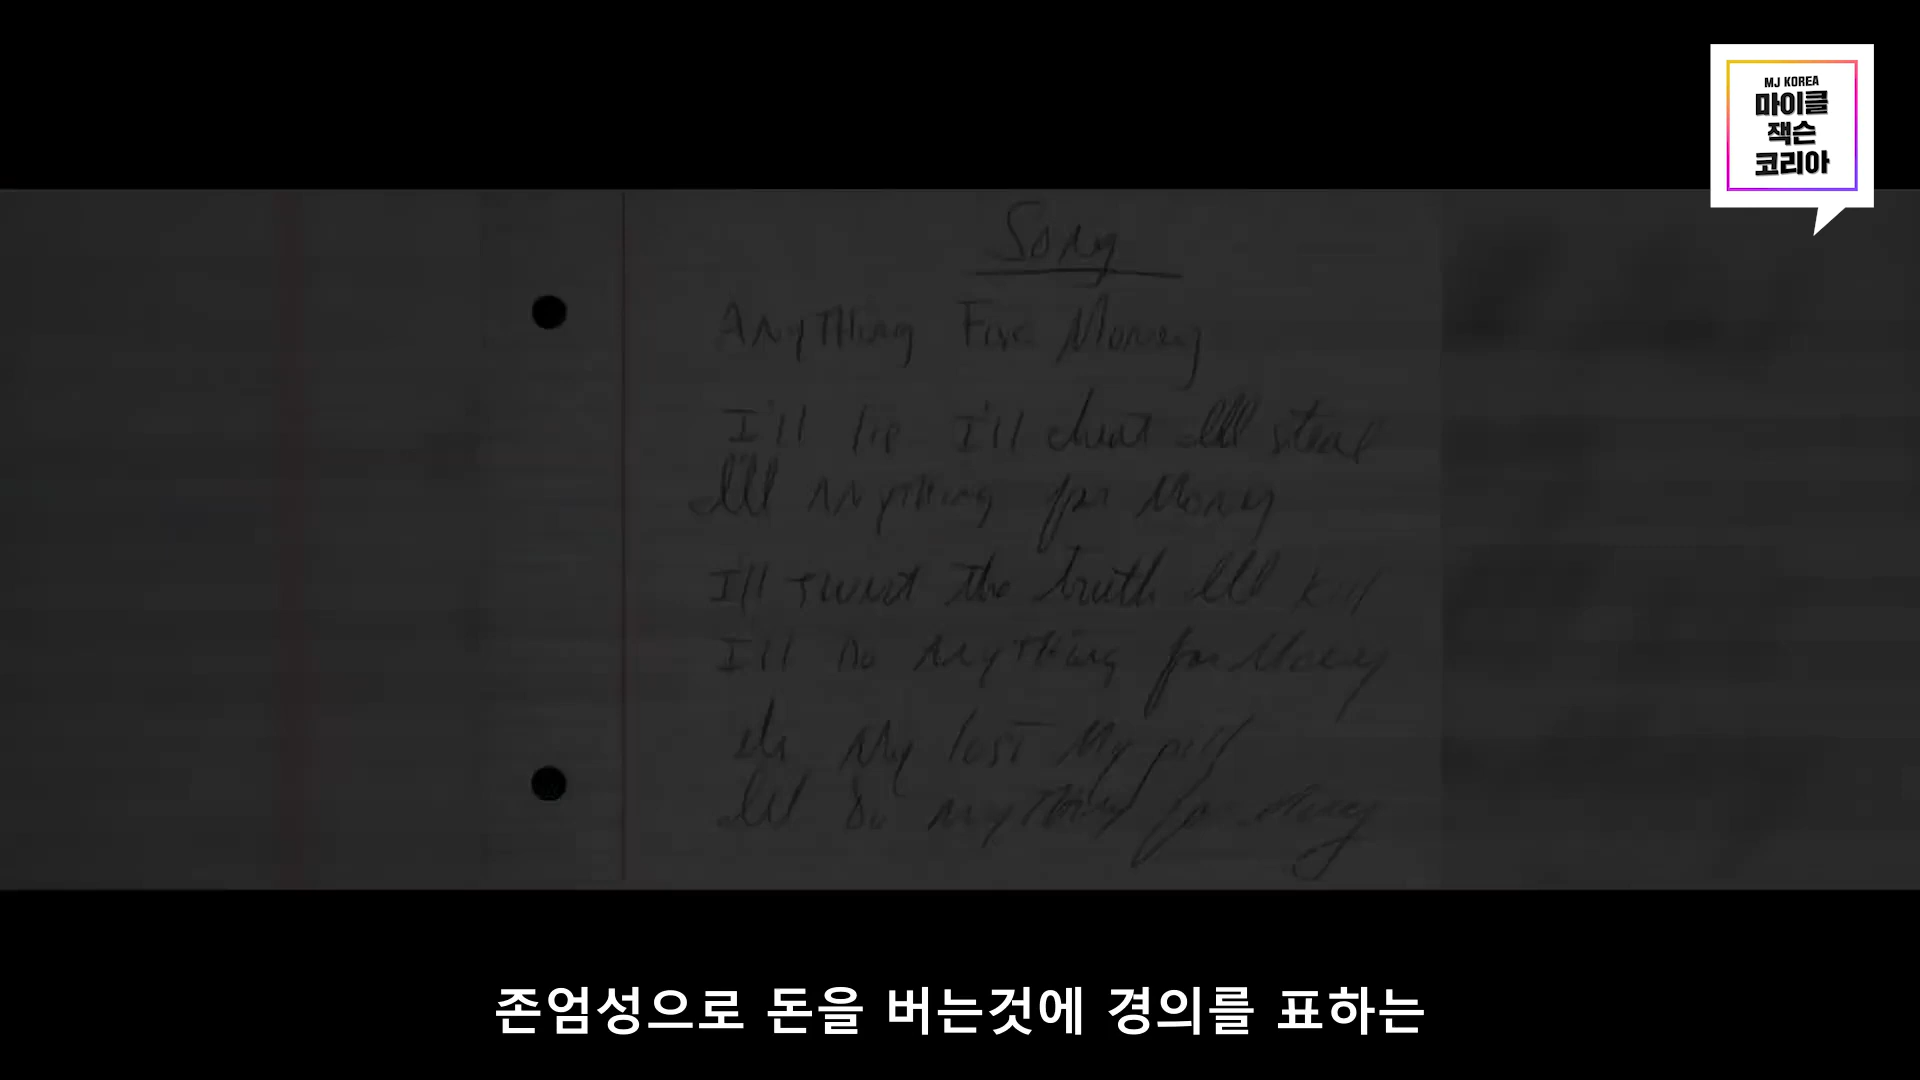 MJ KOREA
마이클
잭슨
코리아
Song
Anything For Money
I'll lie I'll cheat I'll steal
I'll Anything for Money
I'll Twist the truth I'll kill
I'll Do Anything for Money
My lost My
I'll Do Anything for Money
존엄성으로 돈을 버는것에 경의를 표하는